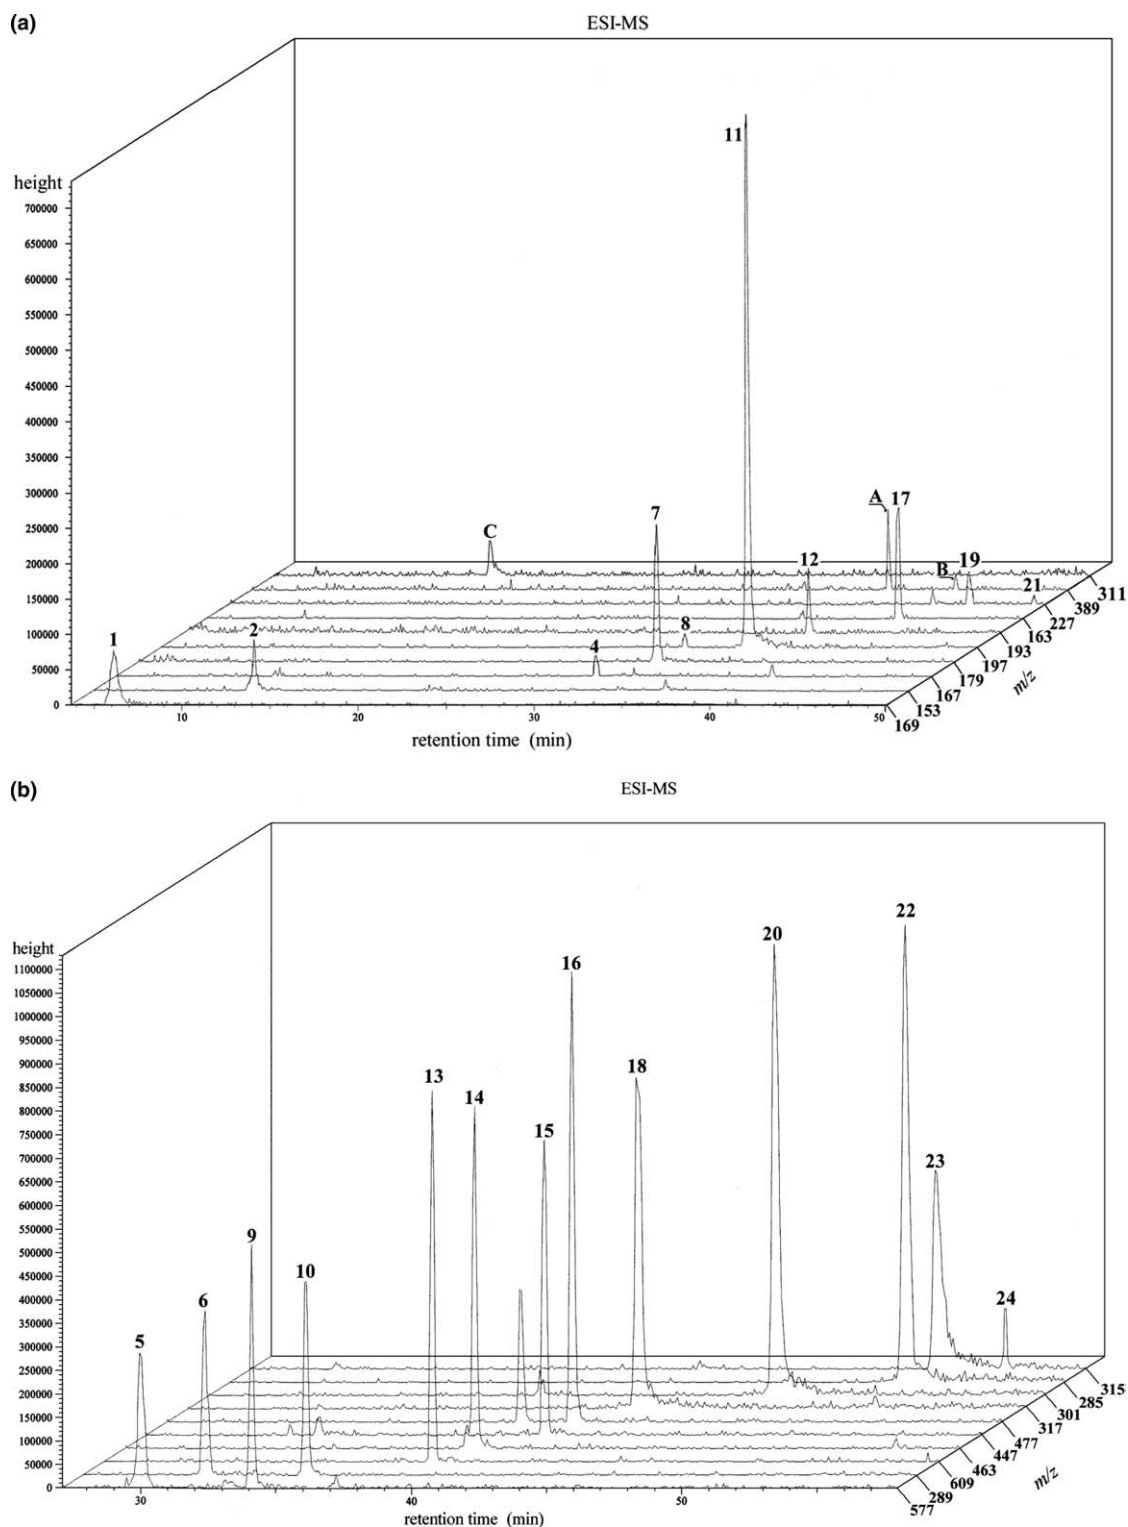 (a)
ESI-MS
height
700000
650000
600000
550000
500000
450000
400000
350000
300000
250000
200000
150000
100000
50000
0
11
A 17
C 7
12 B 19
21
1 2 8
4
10 20 30 40 50
retention time (min)
169 153 167 179 197 193 163 227 389 311
m/z
(b)
ESI-MS
height
1100000
1050000
1000000
950000
900000
850000
800000
750000
700000
650000
600000
550000
500000
450000
400000
350000
300000
250000
200000
150000
100000
50000
0
22
20
16
18
13
14
15
23
9
10
6 24
5
30 40 50
retention time (min)
577 289 609 463 447 477 317 301 285 315
m/z